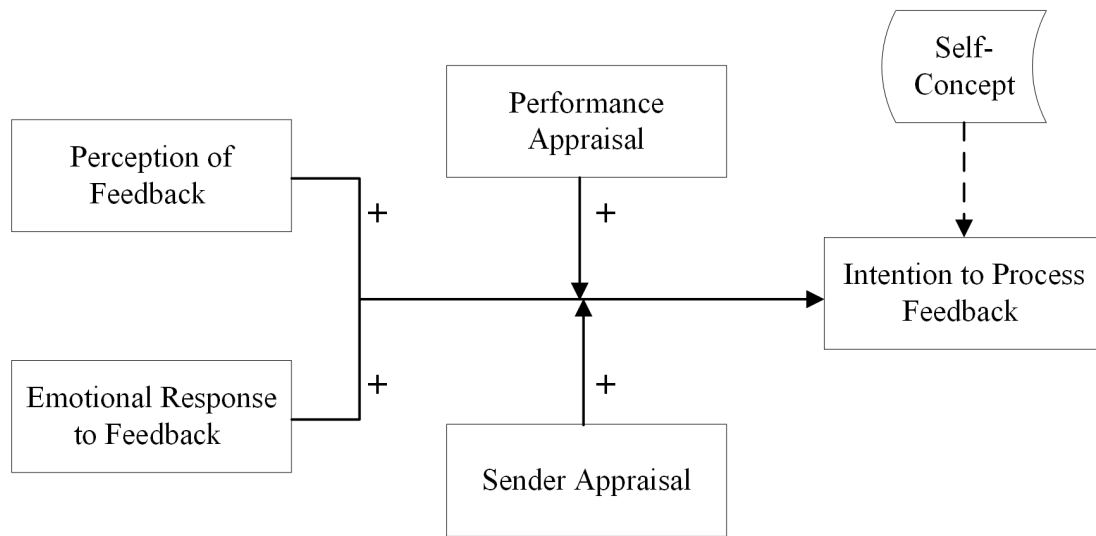 Self-
Concept
Performance
Appraisal
Perception of
Feedback
+
+
Intention to Process
Feedback
Emotional Response
to Feedback
+
+
Sender Appraisal